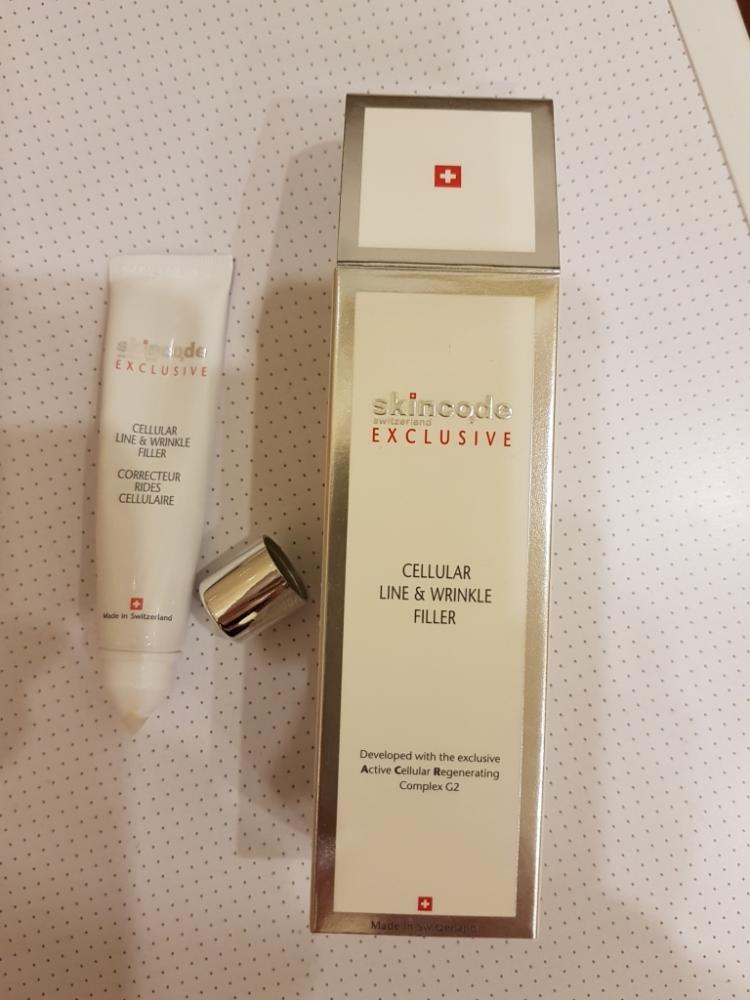 skincode
switzerland
EXCLUSIVE
CELLULAR
LINE & WRINKLE
FILLER
CORRECTEUR
RIDES
CELLULAIRE
Made in Switzerland
skincode
switzerland
EXCLUSIVE
CELLULAR
LINE & WRINKLE
FILLER
Developed with the exclusive
Active Cellular Regenerating
Complex G2
Made in Switzerland